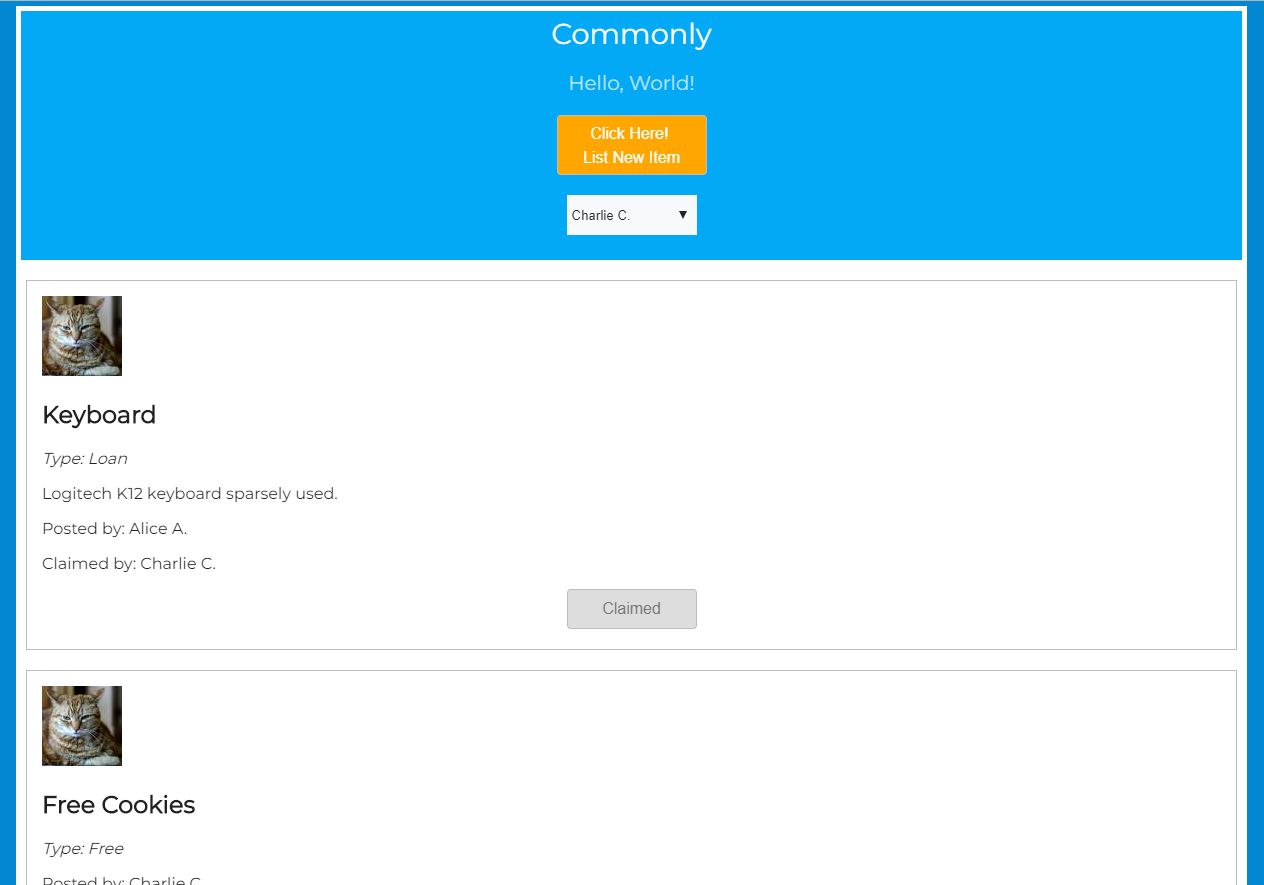 Commonly
Hello, World!
Click Here!
List New Item
Charlie C.
Keyboard
Type: Loan
Logitech K12 keyboard sparsely used.
Posted by: Alice A.
Claimed by: Charlie C.
Claimed
Free Cookies
Type: Free
Posted by: Charlie C.